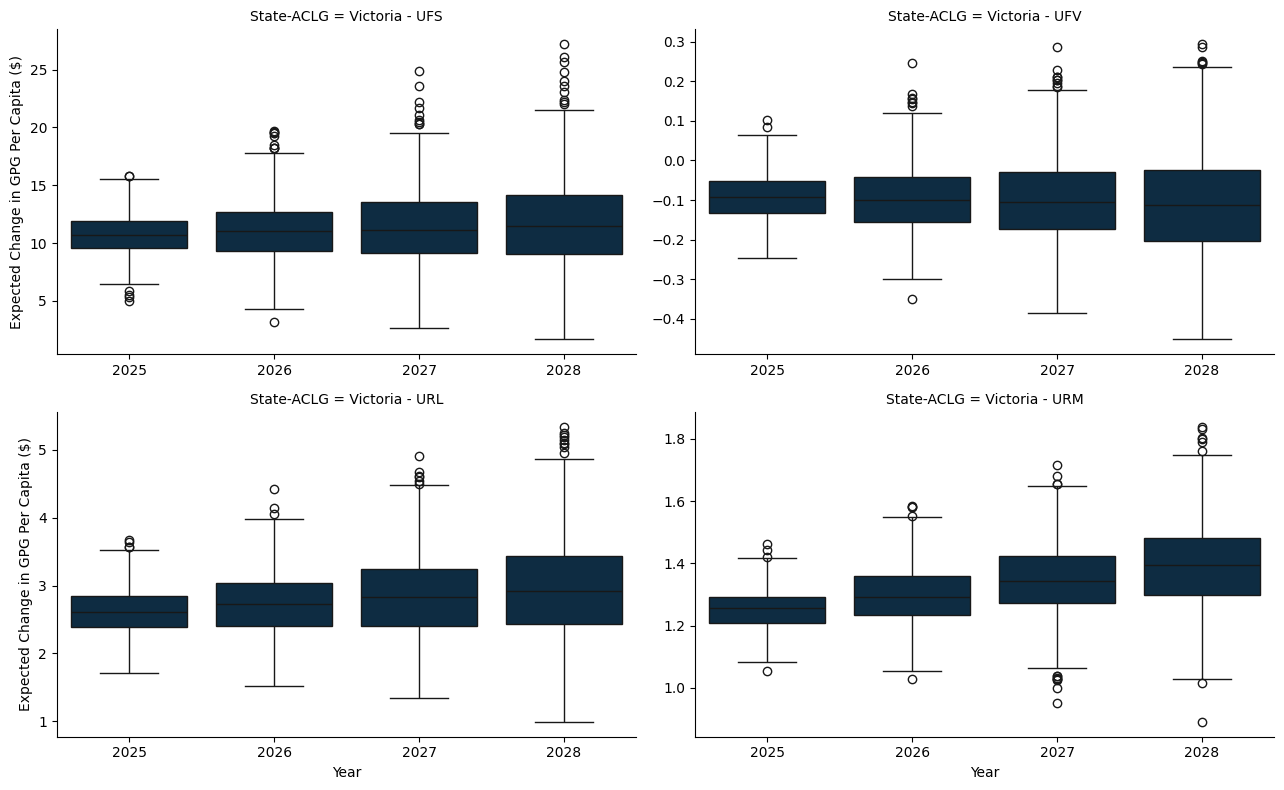 State-ACLG = Victoria - UFS
Expected Change in GPG Per Capita ($)
25
20
15
10
5
2025 2026 2027 2028
State-ACLG = Victoria - UFV
0.3
0.2
0.1
0.0
−0.1
−0.2
−0.3
−0.4
2025 2026 2027 2028
State-ACLG = Victoria - URL
Expected Change in GPG Per Capita ($)
5
4
3
2
1
2025 2026 2027 2028
Year
State-ACLG = Victoria - URM
1.8
1.6
1.4
1.2
1.0
2025 2026 2027 2028
Year